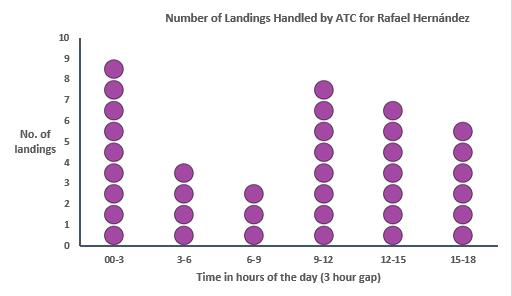 Number of Landings Handled by ATC for Rafael Hernández
10
9
8
7
6
5
4
3
2
1
0
No. of
landings
00-3 3-6 6-9 9-12 12-15 15-18
Time in hours of the day (3 hour gap)